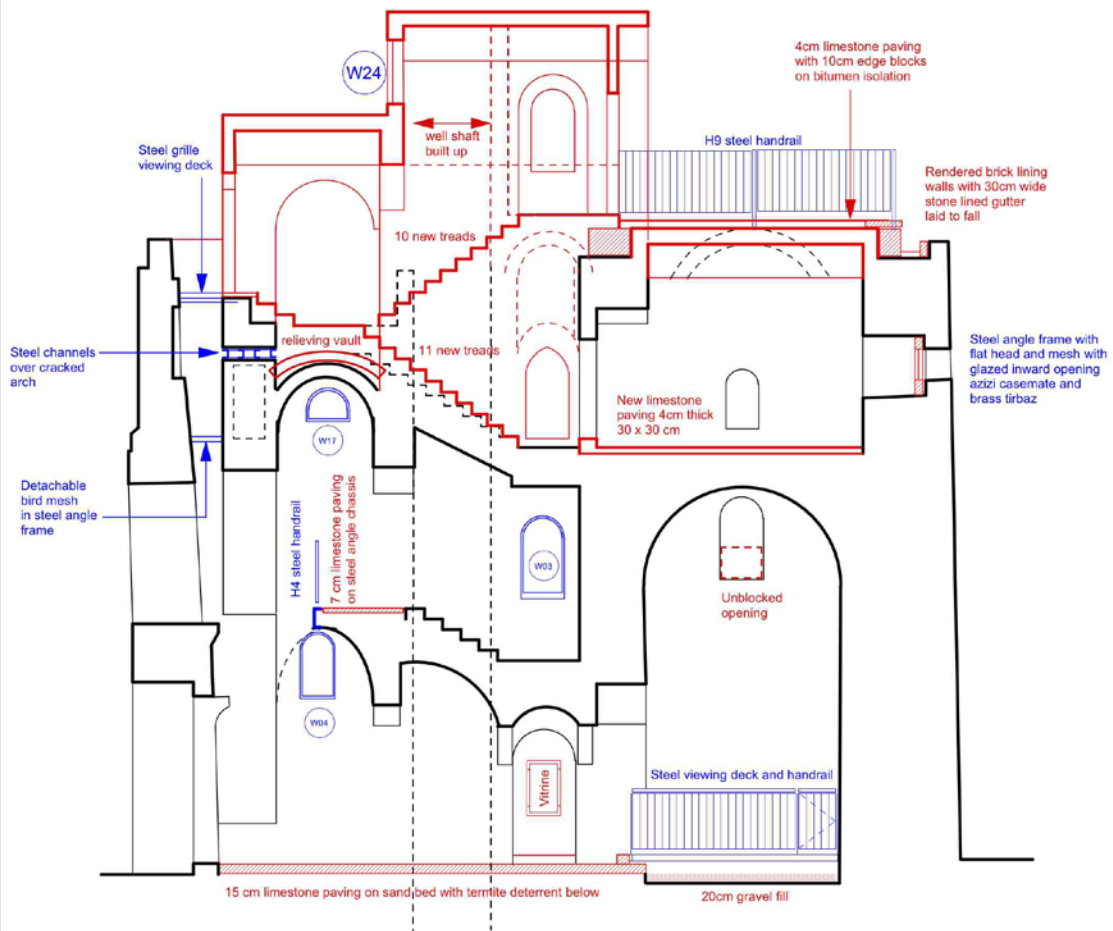 4cm limestone paving
with 10cm edge blocks
on bitumen isolation
W24
well shaft
built up
H9 steel handrail
Steel grille
viewing deck
Rendered brick lining
walls with 30cm wide
stone lined gutter
laid to fall
10 new treads
relieving vault
11 new treads
Steel channels
over cracked
arch
Steel angle frame with
flat head and mesh with
glazed inward opening
azizi casemate and
brass tirbaz
New limestone
paving 4cm thick
30 x 30 cm
W17
Detachable
bird mesh
in steel angle
frame
H4 steel handrail
7 cm limestone paving
on steel angle chassis
W03
Unblocked
opening
W04
Vitrine
Steel viewing deck and handrail
15 cm limestone paving on sand bed with termite deterrent below
20cm gravel fill